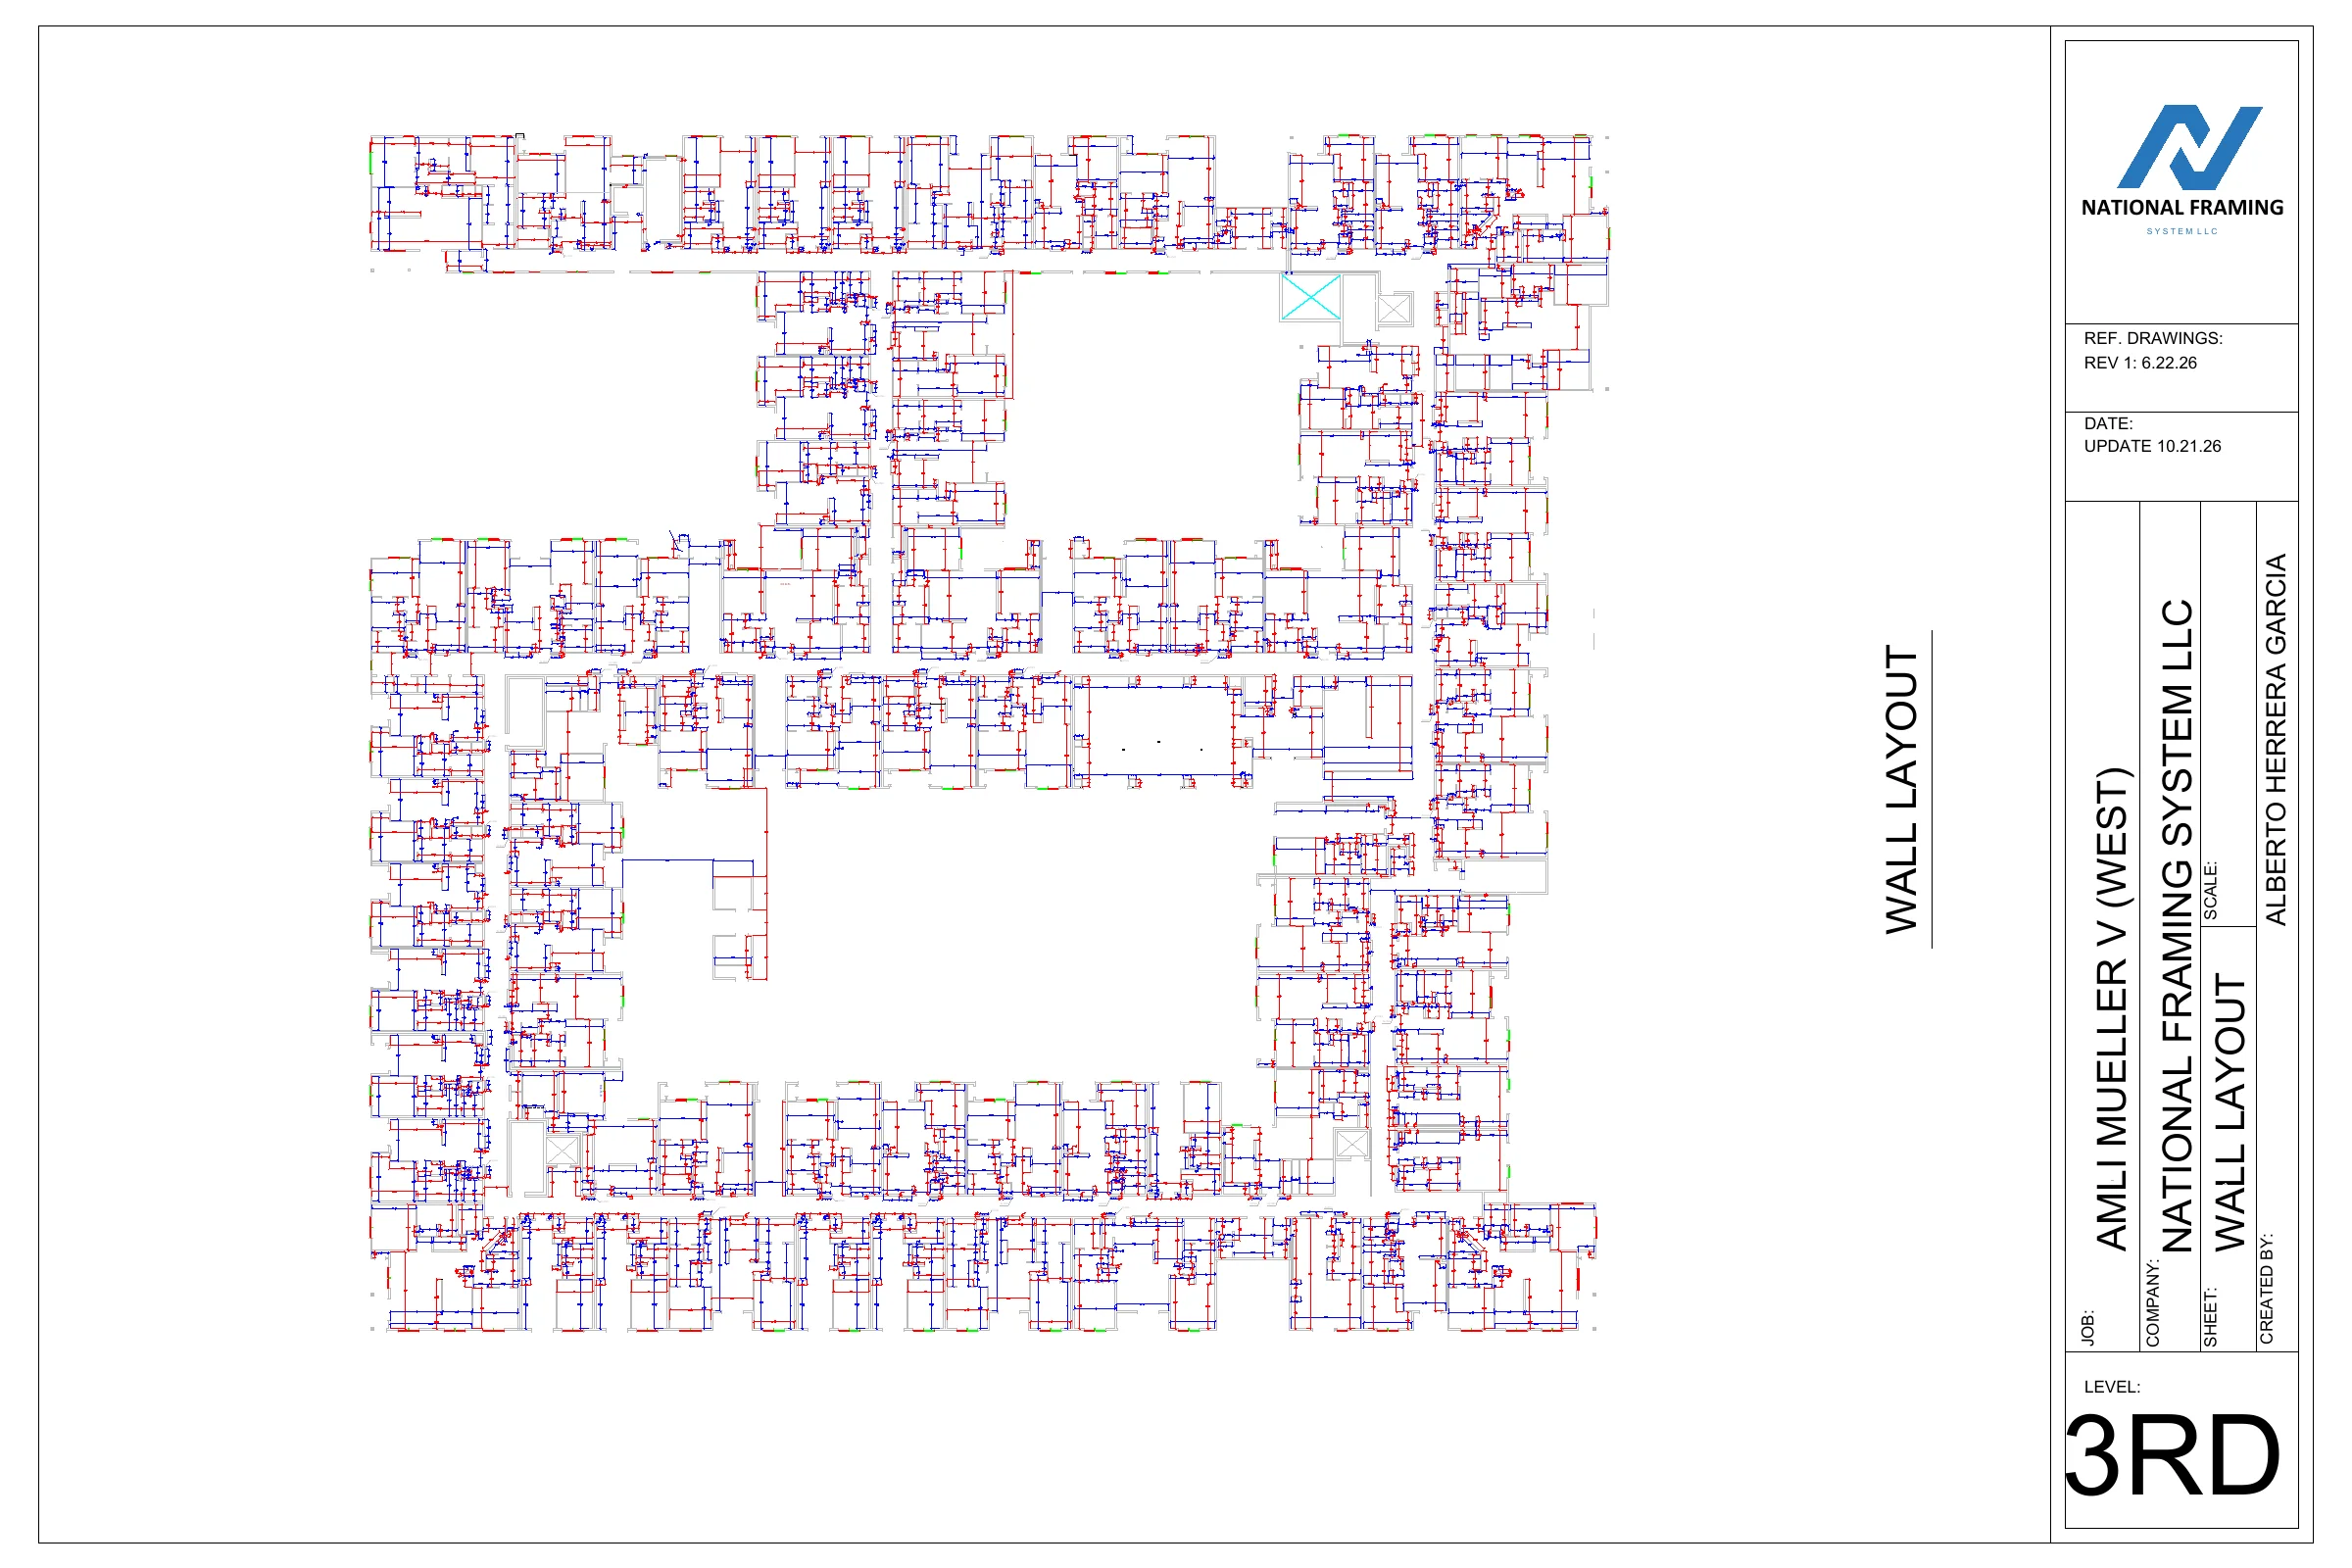 NATIONAL FRAMING
SYSTEM LLC
REF. DRAWINGS:
REV 1: 6.22.26
DATE:
UPDATE 10.21.26
WALL LAYOUT
JOB:
AMLI MUELLER V (WEST)
COMPANY:
NATIONAL FRAMING SYSTEM LLC
SHEET:
WALL LAYOUT
SCALE:
CREATED BY:
ALBERTO HERRERA GARCIA
LEVEL:
3RD